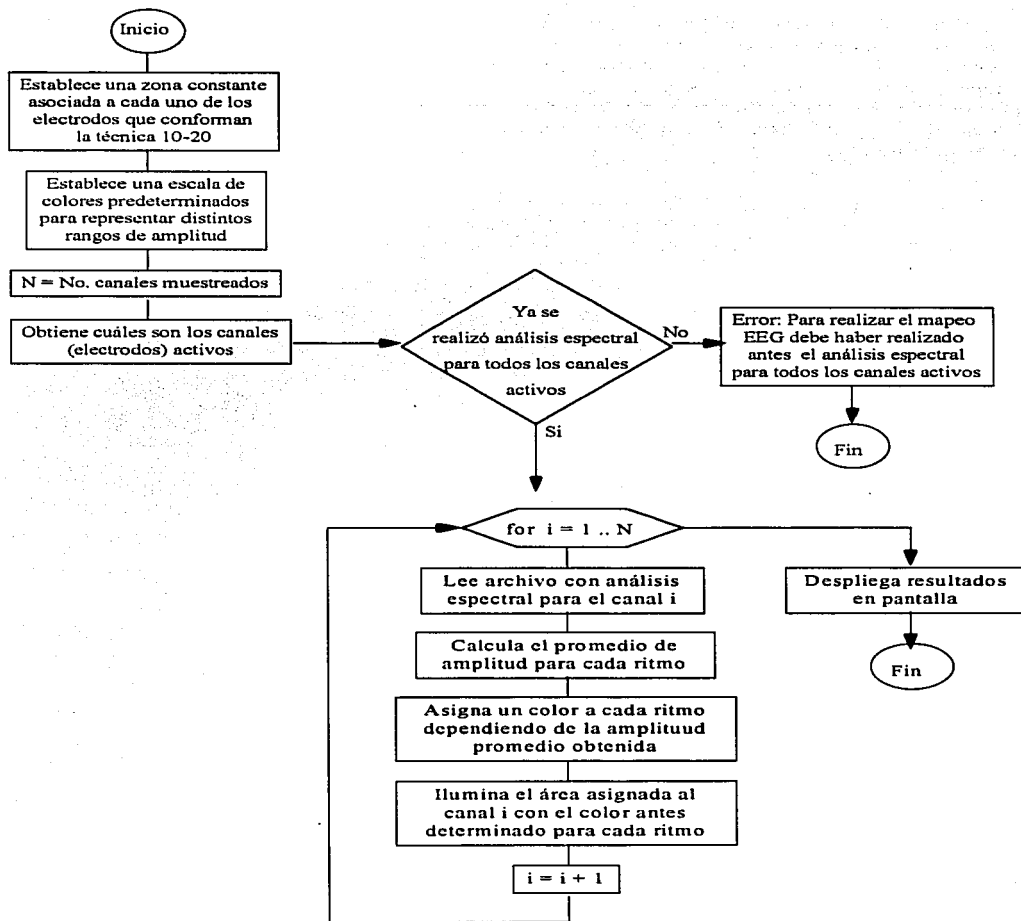 Inicio
Establece una zona constante
asociada a cada uno de los
electrodos que conforman
la técnica 10-20
Establece una escala de
colores predeterminados
para representar distintos
rangos de amplitud
N = No. canales muestreados
Obtiene cuáles son los canales
(electrodos) activos
Ya se
realizó análisis espectral
para todos los canales
activos
No
Error: Para realizar el mapeo
EEG debe haber realizado
antes el análisis espectral
para todos los canales activos
Fin
Si
for i = 1 .. N
Lee archivo con análisis
espectral para el canal i
Calcula el promedio de
amplitud para cada ritmo
Asigna un color a cada ritmo
dependiendo de la amplituud
promedio obtenida
Ilumina el área asignada al
canal i con el color antes
determinado para cada ritmo
i = i + 1
Despliega resultados
en pantalla
Fin